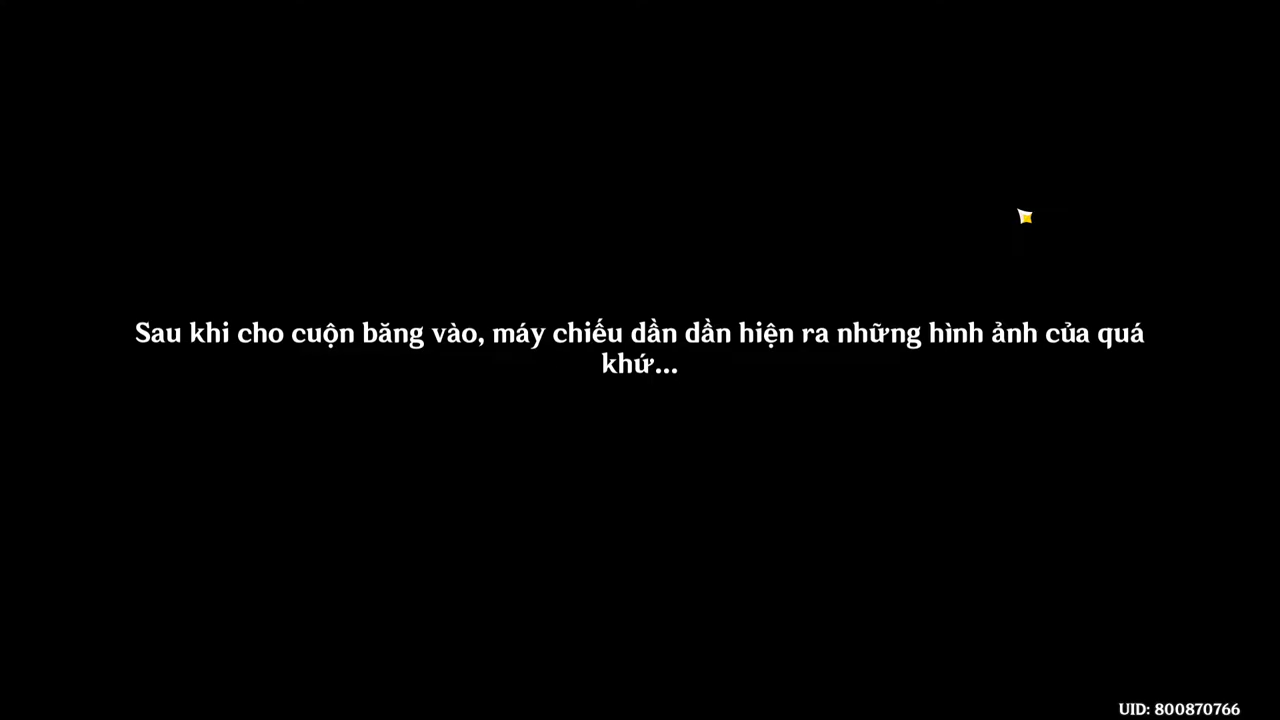 Sau khi cho cuộn băng vào, máy chiếu dần dần hiện ra những hình ảnh của quá
khứ...
UID: 800870766